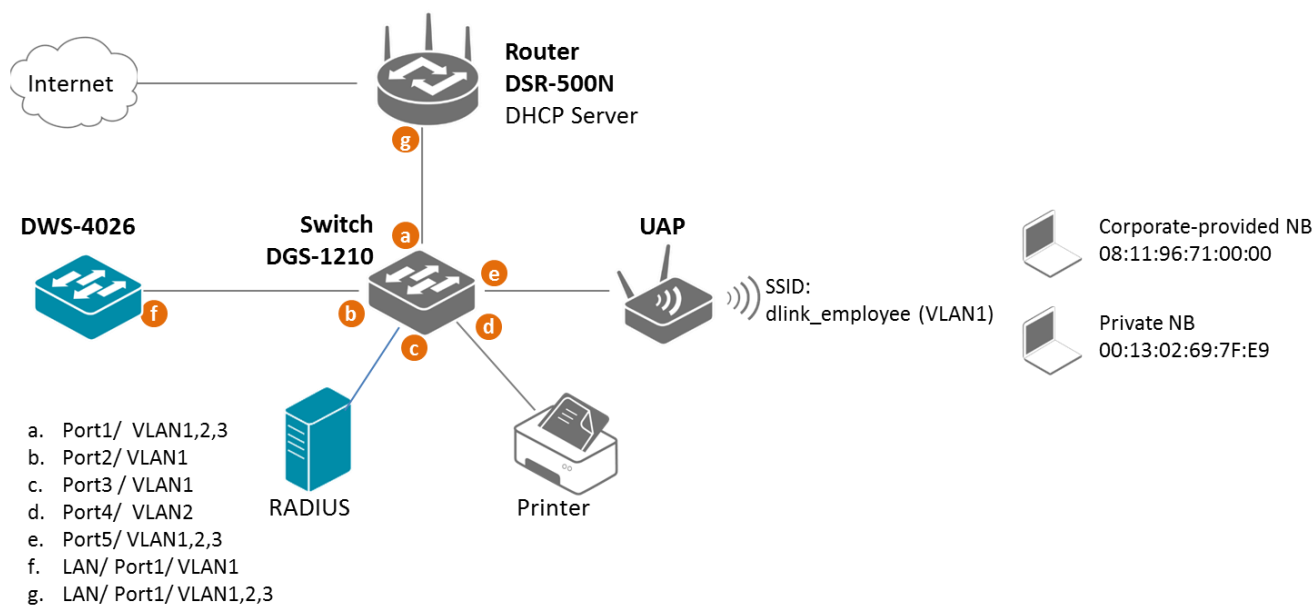 Internet
Router
DSR-500N
DHCP Server
g
DWS-4026
f
Switch
DGS-1210
a
b
c
d
e
UAP
SSID:
dlink_employee (VLAN1)
Corporate-provided NB
08:11:96:71:00:00
Private NB
00:13:02:69:7F:E9
RADIUS
Printer
a. Port1/ VLAN1,2,3
b. Port2/ VLAN1
c. Port3 / VLAN1
d. Port4/ VLAN2
e. Port5/ VLAN1,2,3
f. LAN/ Port1/ VLAN1
g. LAN/ Port1/ VLAN1,2,3